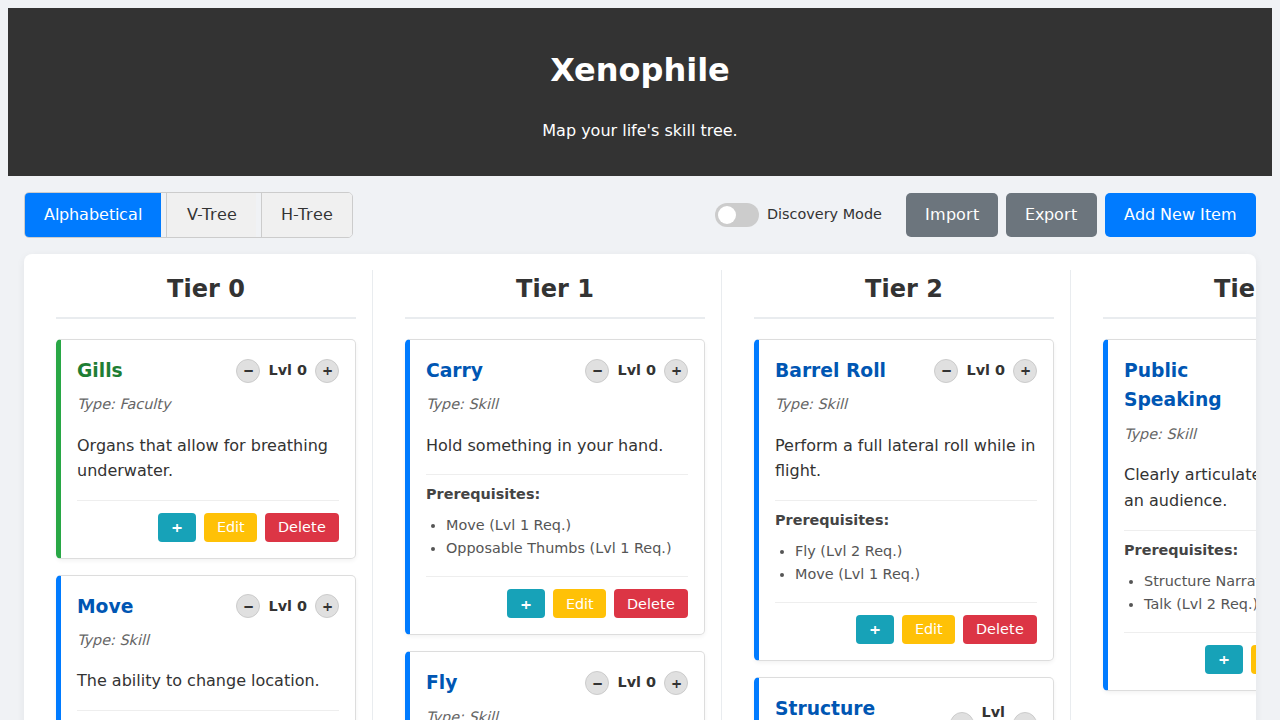 Xenophile
Map your life's skill tree.
Alphabetical
V-Tree
H-Tree
Discovery Mode
Import
Export
Add New Item
Tier 0
Gills
− Lvl 0 +
Type: Faculty
Organs that allow for breathing
underwater.
+ Edit Delete
Move
− Lvl 0 +
Type: Skill
The ability to change location.
Tier 1
Carry
− Lvl 0 +
Type: Skill
Hold something in your hand.
Prerequisites:
• Move (Lvl 1 Req.)
• Opposable Thumbs (Lvl 1 Req.)
+ Edit Delete
Fly
− Lvl 0 +
Type: Skill
Tier 2
Barrel Roll
− Lvl 0 +
Type: Skill
Perform a full lateral roll while in
flight.
Prerequisites:
• Fly (Lvl 2 Req.)
• Move (Lvl 1 Req.)
+ Edit Delete
Structure
Lvl
Tie
Public
Speaking
Type: Skill
Clearly articulate
an audience.
Prerequisites:
• Structure Narra
• Talk (Lvl 2 Req.)
+